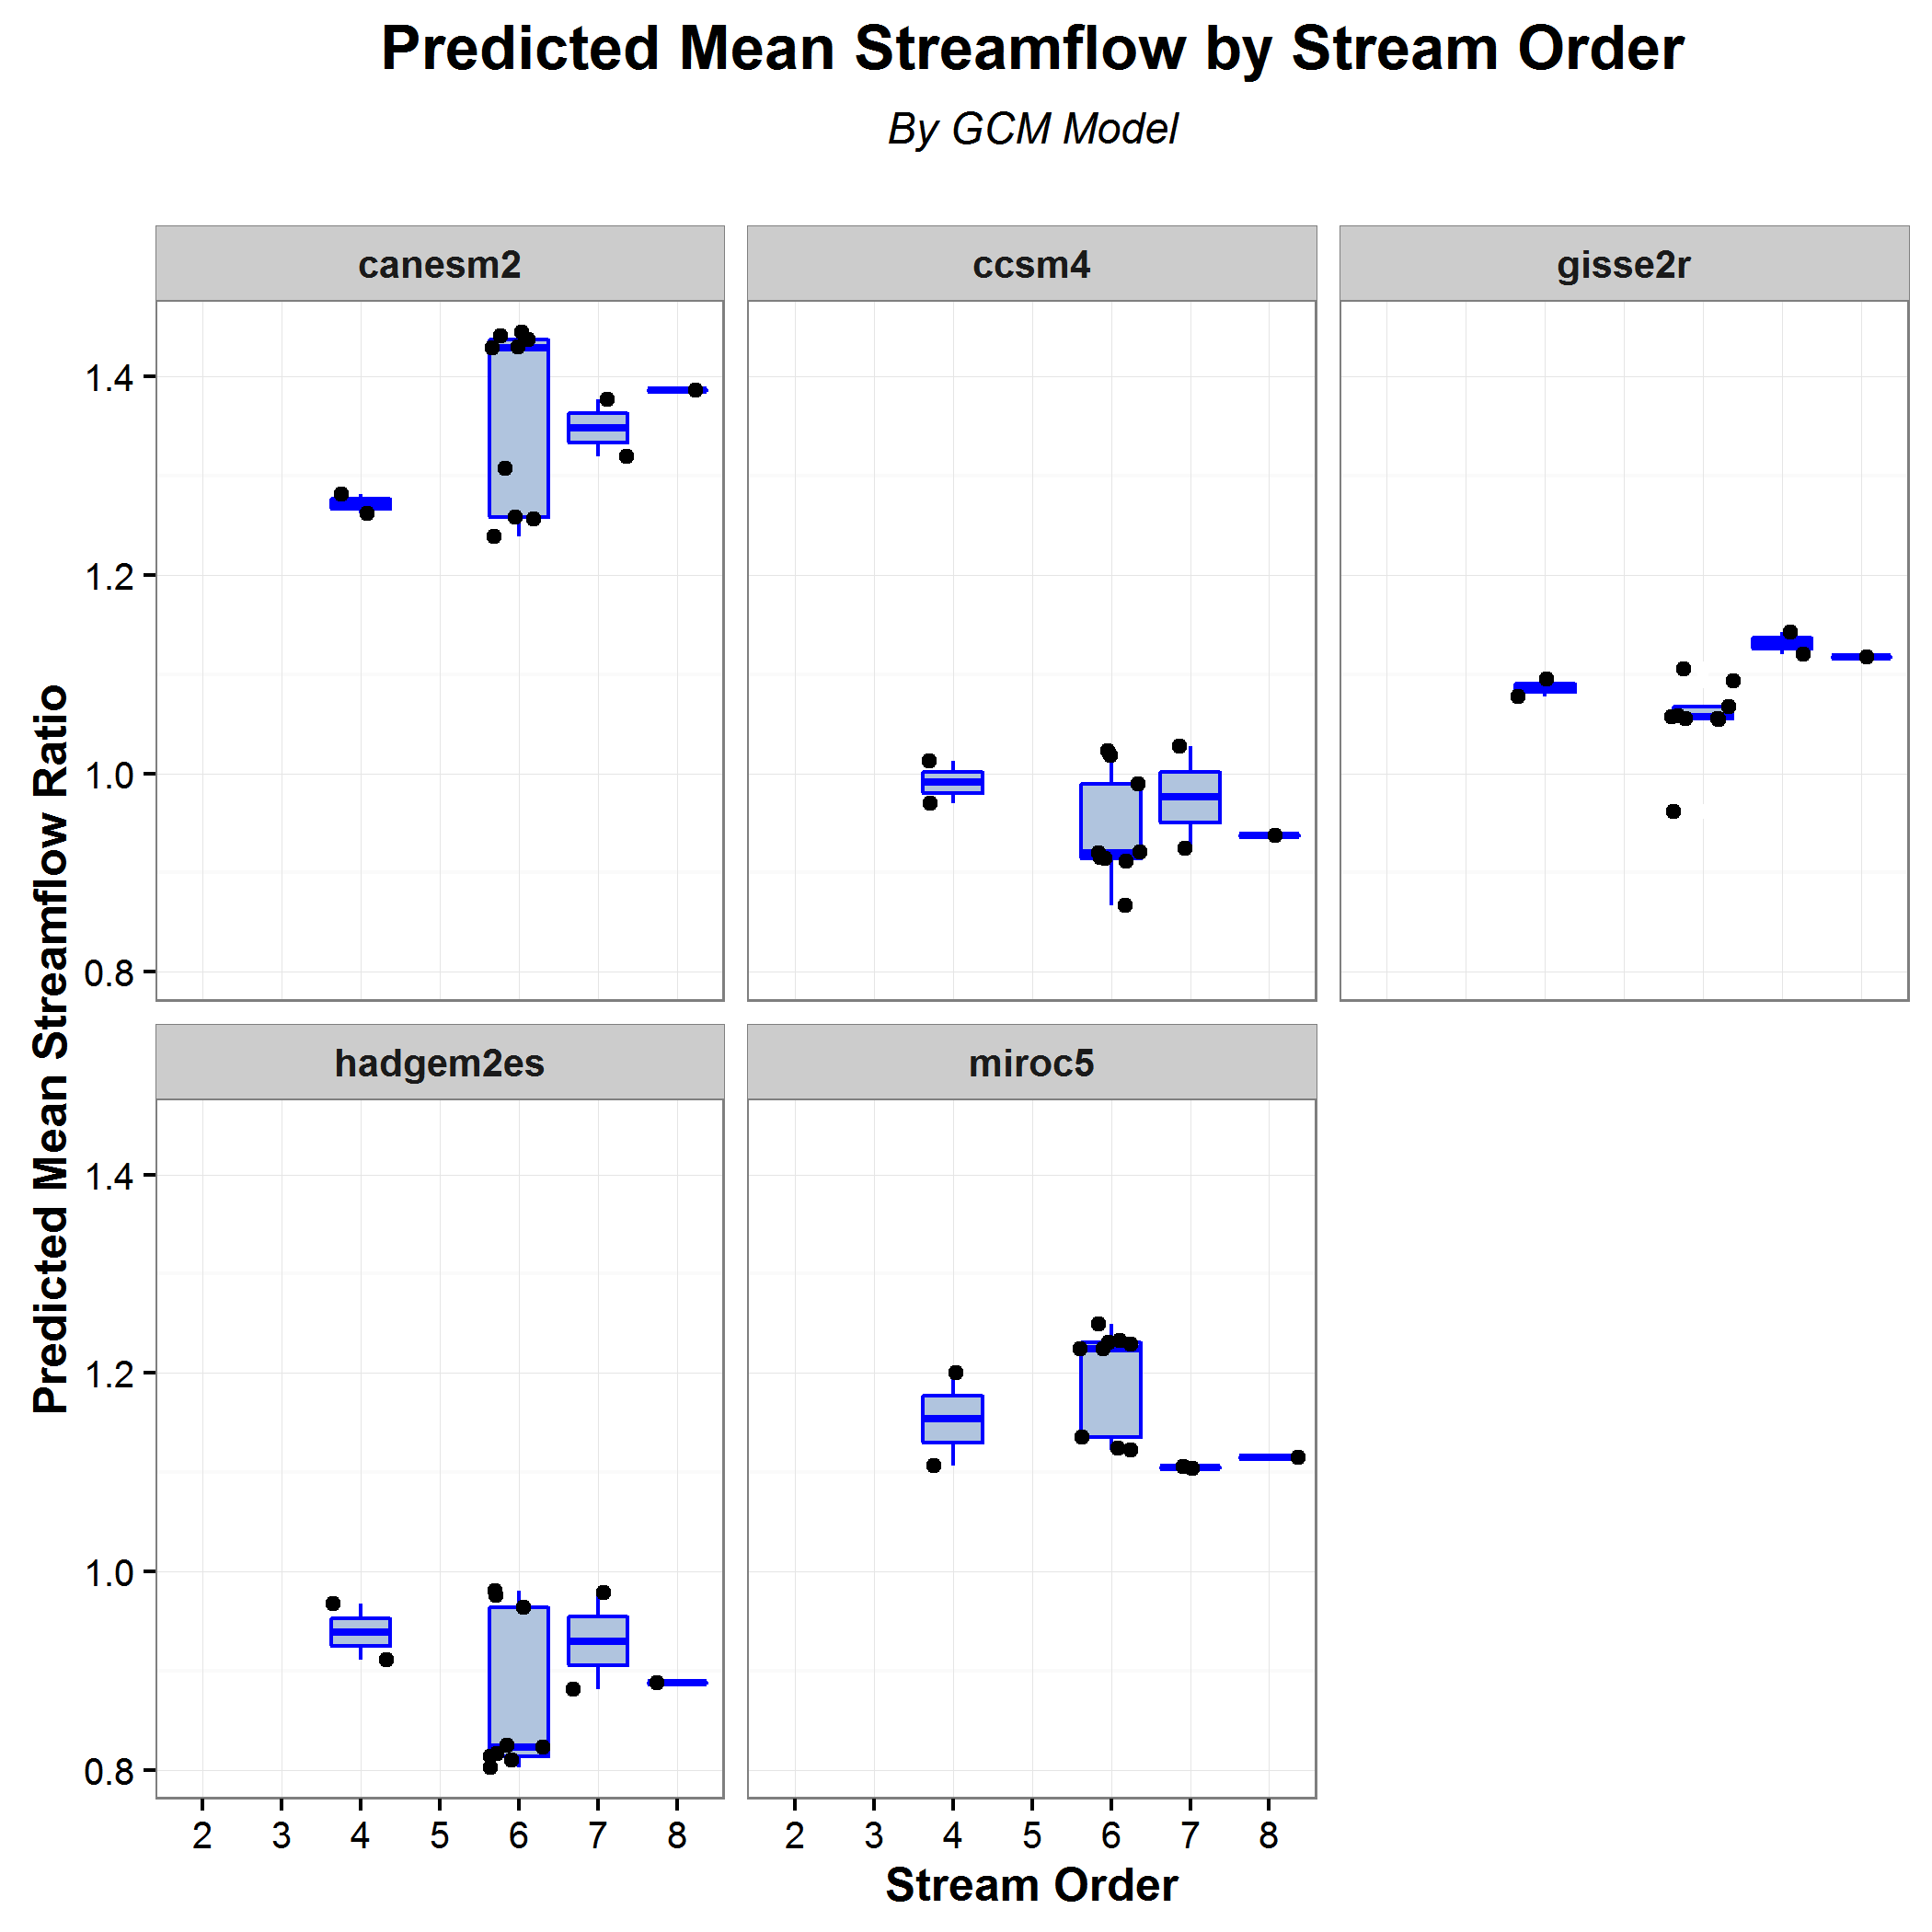 Predicted Mean Streamflow by Stream Order
By GCM Model
canesm2
ccsm4
gisse2r
1.4
1.2
1.0
0.8
Predicted Mean Streamflow Ratio
hadgem2es
miroc5
1.4
1.2
1.0
0.8
2 3 4 5 6 7 8
2 3 4 5 6 7 8
Stream Order